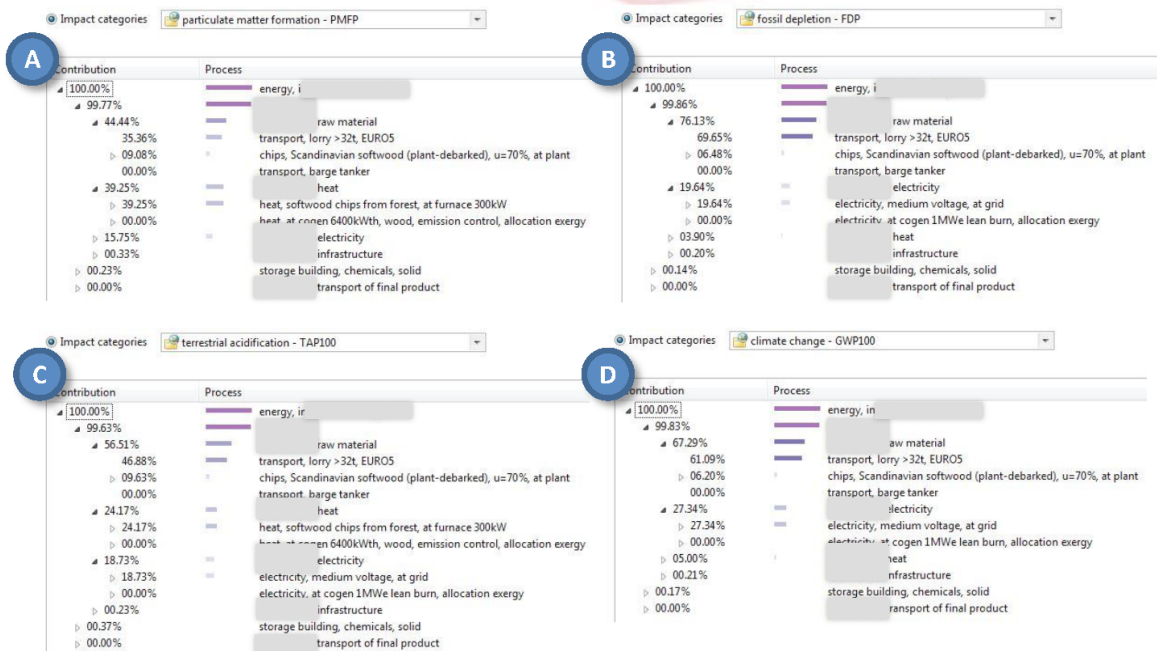 Impact categories particulate matter formation - PMFP
A
Contribution Process
100.00% energy, i
99.77%
44.44% raw material
35.36% transport, lorry >32t, EURO5
09.08% chips, Scandinavian softwood (plant-debarked), u=70%, at plant
00.00% transport, barge tanker
39.25% heat
39.25% heat, softwood chips from forest, at furnace 300kW
00.00% heat, at cogen 6400kWth, wood, emission control, allocation exergy
15.75% electricity
00.33% infrastructure
00.23% storage building, chemicals, solid
00.00% transport of final product
Impact categories fossil depletion - FDP
B
ontribution Process
100.00% energy, i
99.86%
76.13% raw material
69.65% transport, lorry >32t, EURO5
06.48% chips, Scandinavian softwood (plant-debarked), u=70%, at plant
00.00% transport, barge tanker
19.64% electricity
19.64% electricity, medium voltage, at grid
00.00% electricity, at cogen 1MWe lean burn, allocation exergy
03.90% heat
00.20% infrastructure
00.14% storage building, chemicals, solid
00.00% transport of final product
Impact categories terrestrial acidification - TAP100
C
ontribution Process
100.00% energy, ir
99.63%
56.51% raw material
46.88% transport, lorry >32t, EURO5
09.63% chips, Scandinavian softwood (plant-debarked), u=70%, at plant
00.00% transport, barge tanker
24.17% heat
24.17% heat, softwood chips from forest, at furnace 300kW
00.00% heat, at cogen 6400kWth, wood, emission control, allocation exergy
18.73% electricity
18.73% electricity, medium voltage, at grid
00.00% electricity, at cogen 1MWe lean burn, allocation exergy
00.23% infrastructure
00.37% storage building, chemicals, solid
00.00% transport of final product
Impact categories climate change - GWP100
D
ontribution Process
100.00% energy, in
99.83%
67.29% aw material
61.09% transport, lorry >32t, EURO5
06.20% chips, Scandinavian softwood (plant-debarked), u=70%, at plant
00.00% transport, barge tanker
27.34% electricity
27.34% electricity, medium voltage, at grid
00.00% electricity, at cogen 1MWe lean burn, allocation exergy
05.00% heat
00.21% nfrastructure
00.17% storage building, chemicals, solid
00.00% ransport of final product